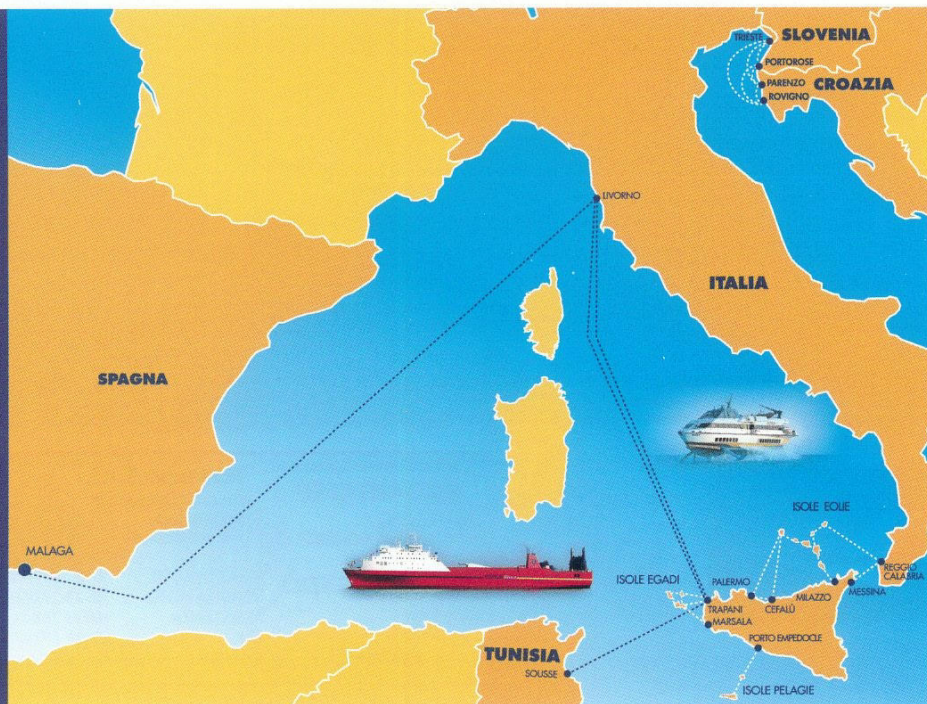 TRIESTE
SLOVENIA
PORTOROSE
PARENZO
CROAZIA
ROVIGNO
LIVORNO
ITALIA
SPAGNA
ISOLE EOLIE
MALAGA
REGGIO
CALABRIA
ISOLE EGADI
PALERMO
MILAZZO
MESSINA
TRAPANI
CEFALÙ
MARSALA
PORTO EMPEDOCLE
TUNISIA
SOUSSE
ISOLE PELAGIE